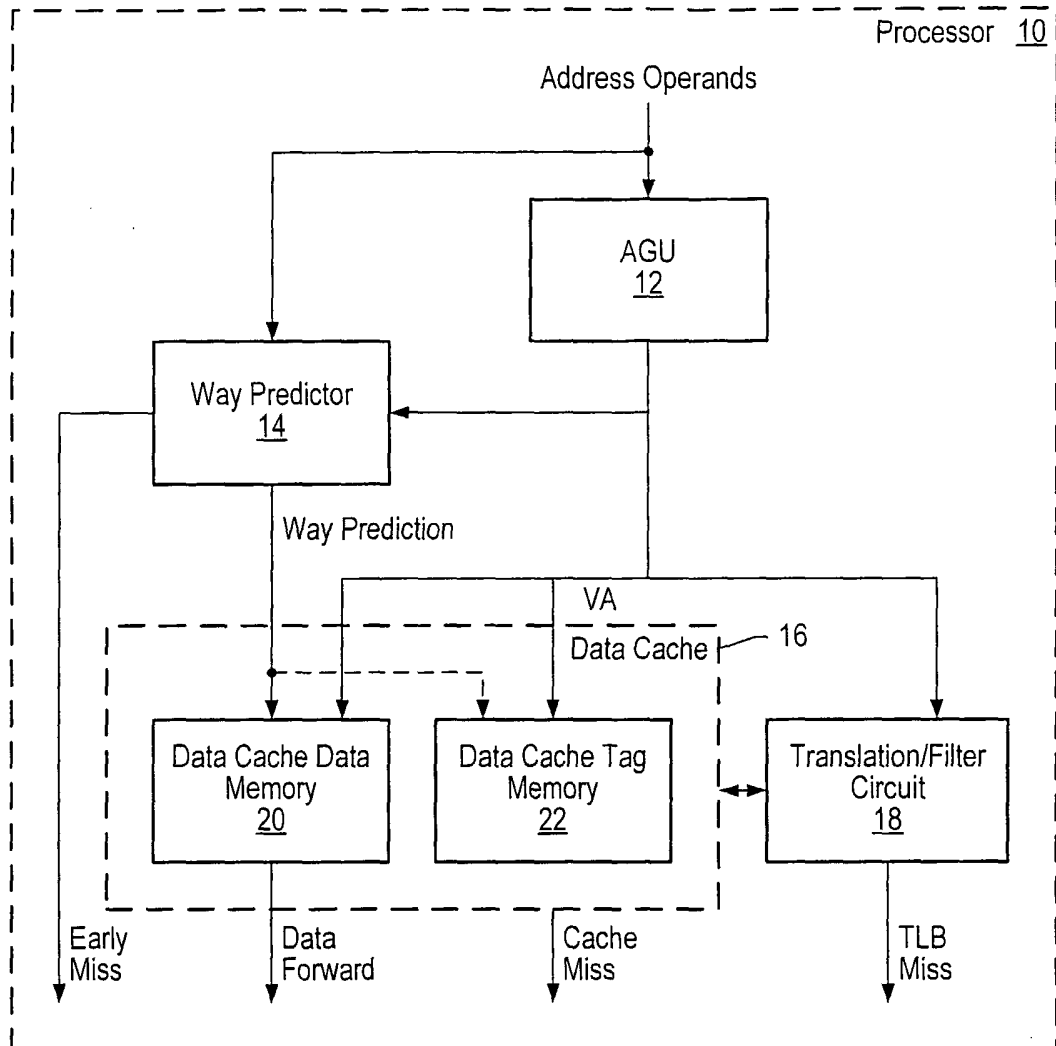 Processor 10
Address Operands
AGU
12
Way Predictor
14
Way Prediction
VA
Data Cache
16
Data Cache Data
Memory
20
Data Cache Tag
Memory
22
Translation/Filter
Circuit
18
Early
Miss
Data
Forward
Cache
Miss
TLB
Miss